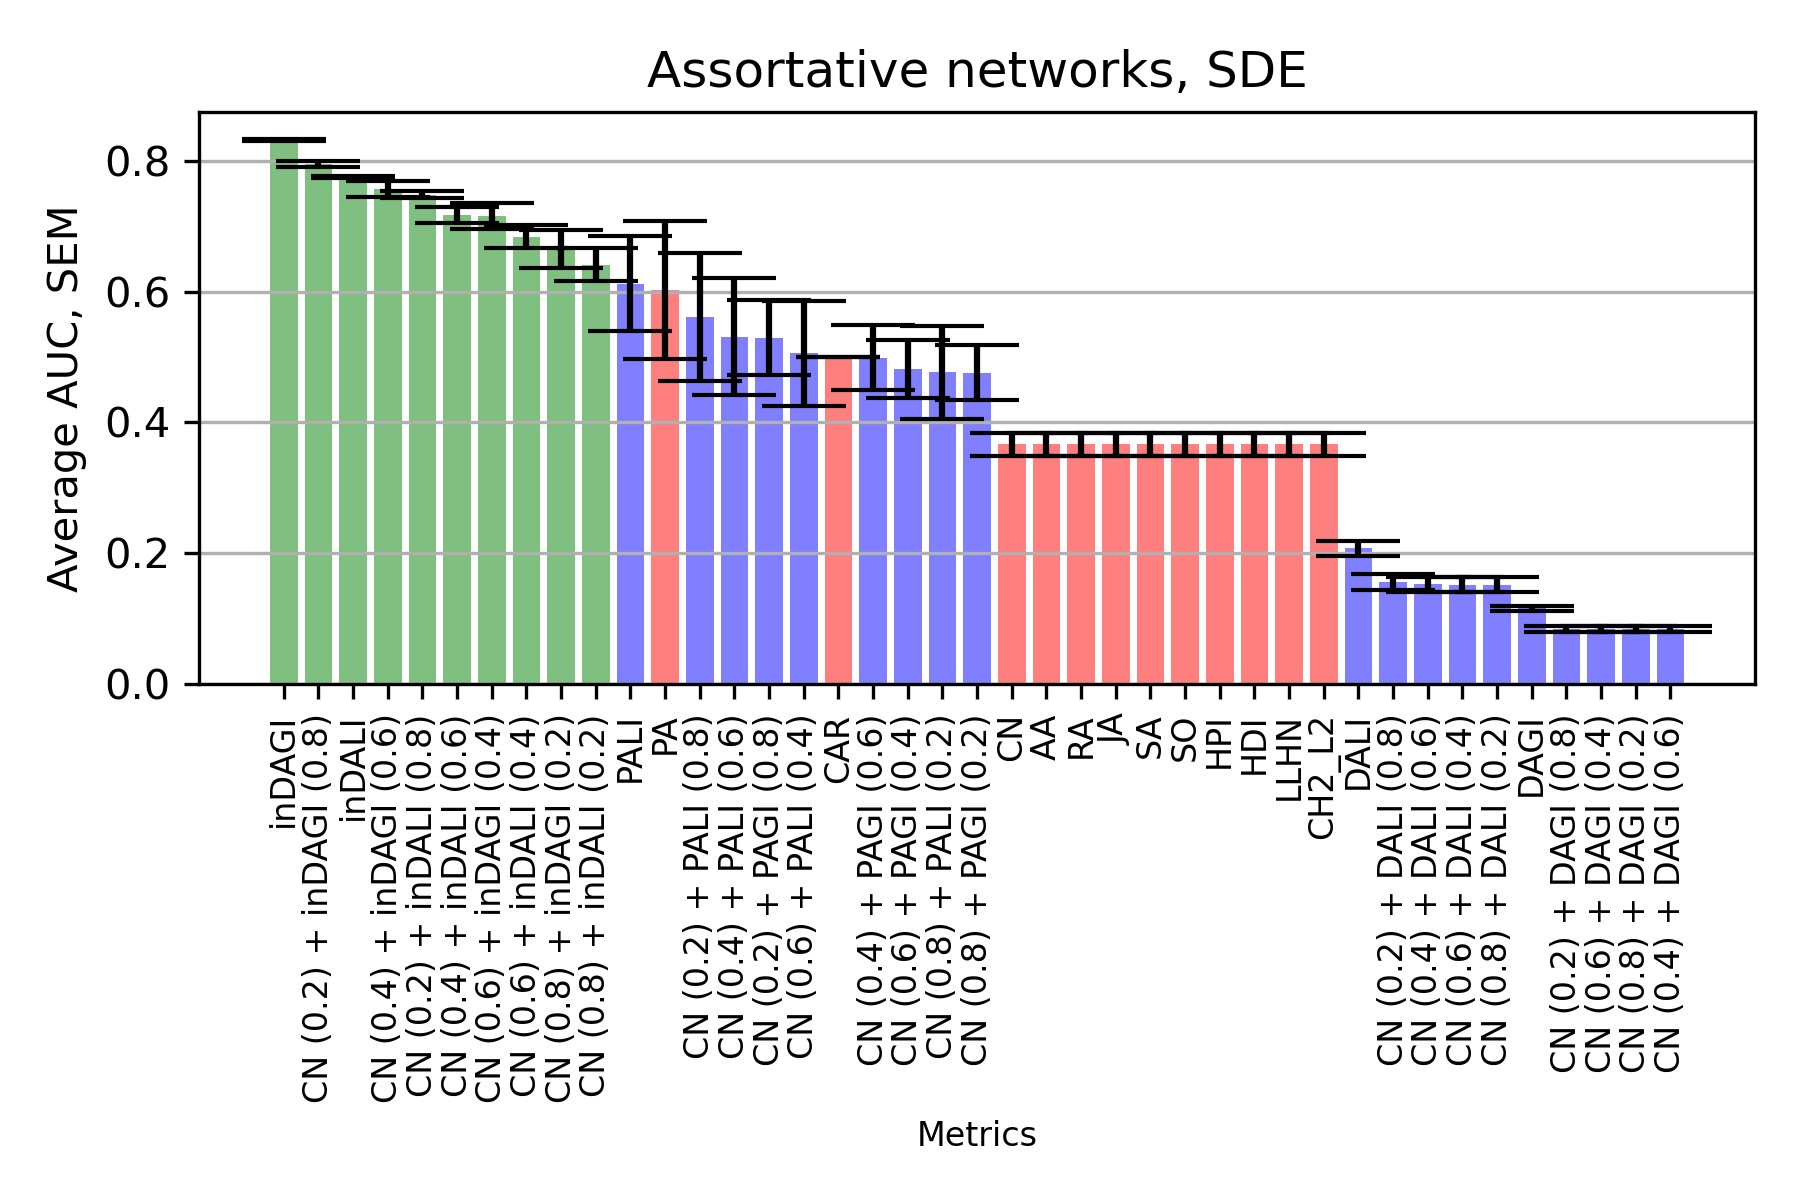 Assortative networks, SDE
Average AUC, SEM
0.8
0.6
0.4
0.2
0.0
inDAGI
CN (0.2) + inDAGI (0.8)
inDALI
CN (0.4) + inDAGI (0.6)
CN (0.2) + inDALI (0.8)
CN (0.4) + inDALI (0.6)
CN (0.6) + inDAGI (0.4)
CN (0.6) + inDALI (0.4)
CN (0.8) + inDAGI (0.2)
CN (0.8) + inDALI (0.2)
PALI
PA
CN (0.2) + PALI (0.8)
CN (0.4) + PALI (0.6)
CN (0.2) + PAGI (0.8)
CN (0.6) + PALI (0.4)
CAR
CN (0.4) + PAGI (0.6)
CN (0.6) + PAGI (0.4)
CN (0.8) + PALI (0.2)
CN (0.8) + PAGI (0.2)
CN
AA
RA
JA
SA
SO
HPI
HDI
LLHN
CH2_L2
DALI
CN (0.2) + DALI (0.8)
CN (0.4) + DALI (0.6)
CN (0.6) + DALI (0.4)
CN (0.8) + DALI (0.2)
DAGI
CN (0.2) + DAGI (0.8)
CN (0.6) + DAGI (0.4)
CN (0.8) + DAGI (0.2)
CN (0.4) + DAGI (0.6)
Metrics